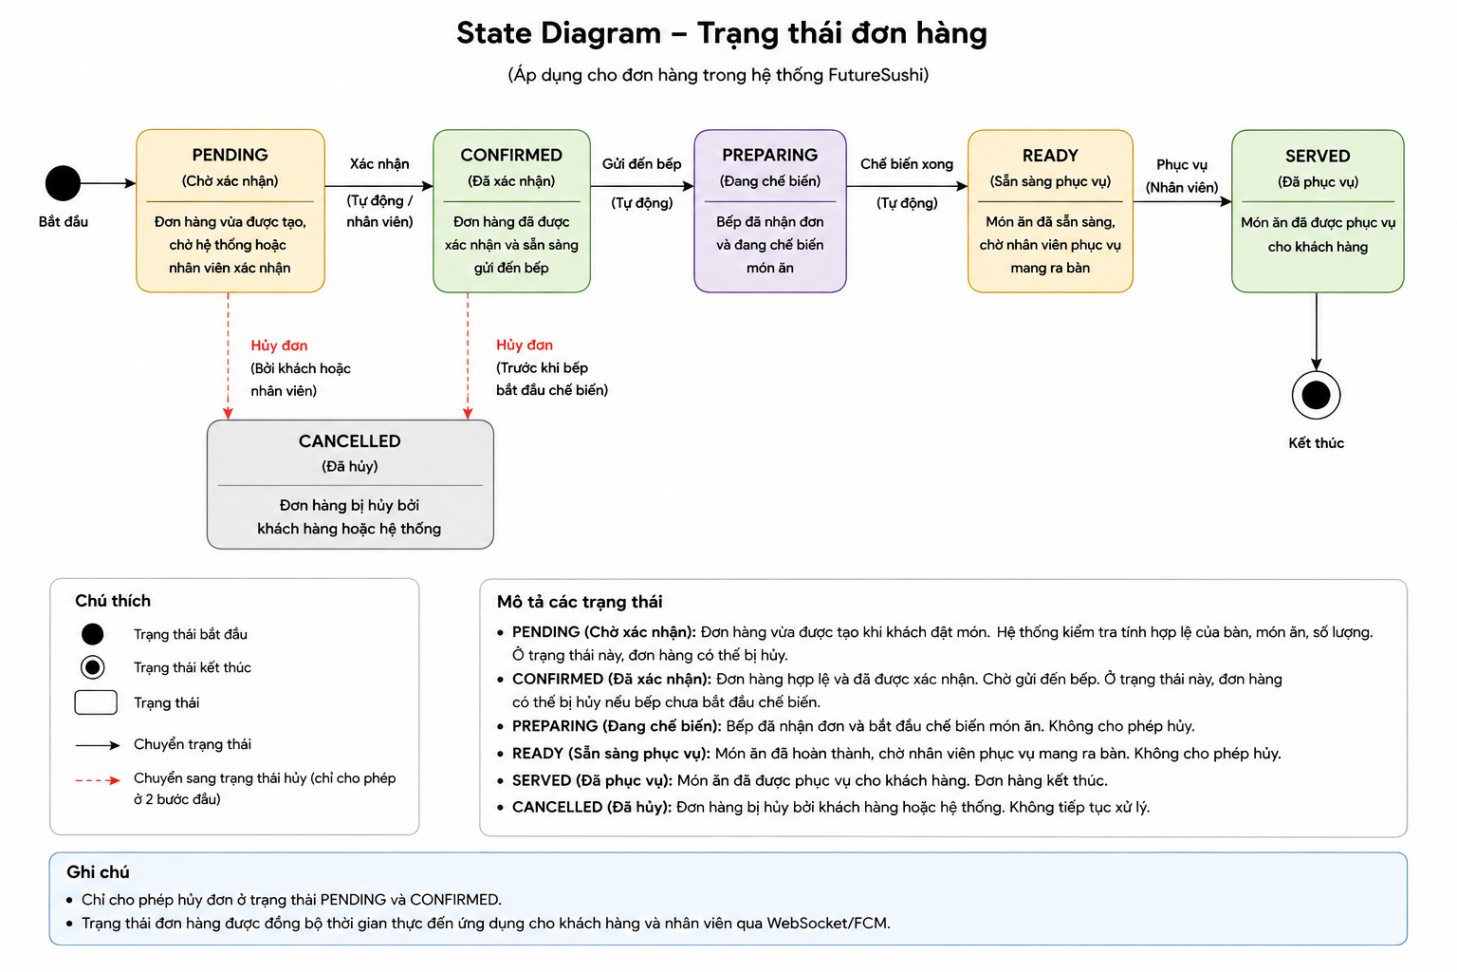 State Diagram – Trạng thái đơn hàng
(Áp dụng cho đơn hàng trong hệ thống FutureSushi)
Bắt đầu
PENDING
(Chờ xác nhận)
Đơn hàng vừa được tạo,
chờ hệ thống hoặc
nhân viên xác nhận
Xác nhận
(Tự động /
nhân viên)
CONFIRMED
(Đã xác nhận)
Đơn hàng đã được
xác nhận và sẵn sàng
gửi đến bếp
Gửi đến bếp
(Tự động)
PREPARING
(Đang chế biến)
Bếp đã nhận đơn
và đang chế biến
món ăn
Chế biến xong
(Tự động)
READY
(Sẵn sàng phục vụ)
Món ăn đã sẵn sàng,
chờ nhân viên phục vụ
mang ra bàn
Phục vụ
(Nhân viên)
SERVED
(Đã phục vụ)
Món ăn đã được phục vụ
cho khách hàng
Hủy đơn
(Bởi khách hoặc
nhân viên)
Hủy đơn
(Trước khi bếp
bắt đầu chế biến)
Kết thúc
CANCELLED
(Đã hủy)
Đơn hàng bị hủy bởi
khách hàng hoặc hệ thống
Chú thích
Trạng thái bắt đầu
Trạng thái kết thúc
Trạng thái
Chuyển trạng thái
Chuyển sang trạng thái hủy (chỉ cho phép
ở 2 bước đầu)
Mô tả các trạng thái
• PENDING (Chờ xác nhận): Đơn hàng vừa được tạo khi khách đặt món. Hệ thống kiểm tra tính hợp lệ của bàn, món ăn, số lượng.
Ở trạng thái này, đơn hàng có thể bị hủy.
• CONFIRMED (Đã xác nhận): Đơn hàng hợp lệ và đã được xác nhận. Chờ gửi đến bếp. Ở trạng thái này, đơn hàng
có thể bị hủy nếu bếp chưa bắt đầu chế biến.
• PREPARING (Đang chế biến): Bếp đã nhận đơn và bắt đầu chế biến món ăn. Không cho phép hủy.
• READY (Sẵn sàng phục vụ): Món ăn đã hoàn thành, chờ nhân viên phục vụ mang ra bàn. Không cho phép hủy.
• SERVED (Đã phục vụ): Món ăn đã được phục vụ cho khách hàng. Đơn hàng kết thúc.
• CANCELLED (Đã hủy): Đơn hàng bị hủy bởi khách hàng hoặc hệ thống. Không tiếp tục xử lý.
Ghi chú
• Chỉ cho phép hủy đơn ở trạng thái PENDING và CONFIRMED.
• Trạng thái đơn hàng được đồng bộ thời gian thực đến ứng dụng cho khách hàng và nhân viên qua WebSocket/FCM.